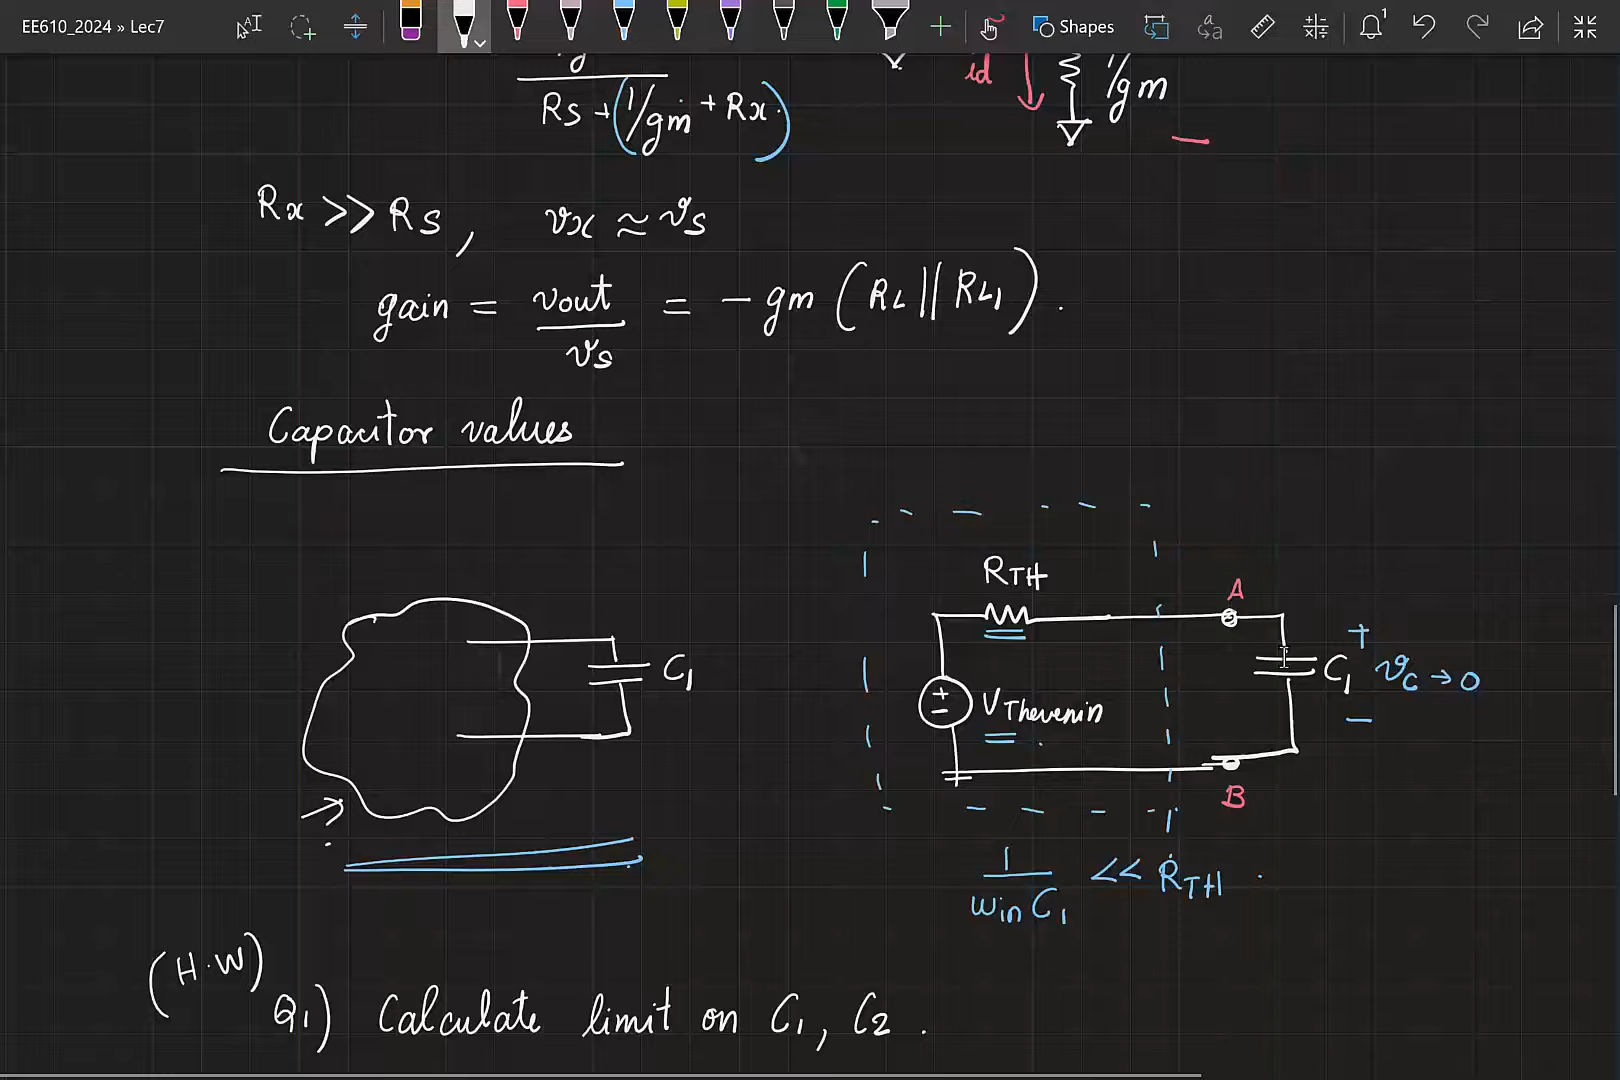 EE610_2024 » Lec7
Shapes
1
id
1/gm
RS + (1/gm + Rx)
Rx >> RS, vx ≈ vs
gain = vout / vs = - gm (RL || RL1).
Capacitor values
RTH
A
C1
+
C1 vc → 0
-
+
-
VThevenin
B
1 / win C1 << RTH
(H.W)
Q1) Calculate limit on C1, C2.